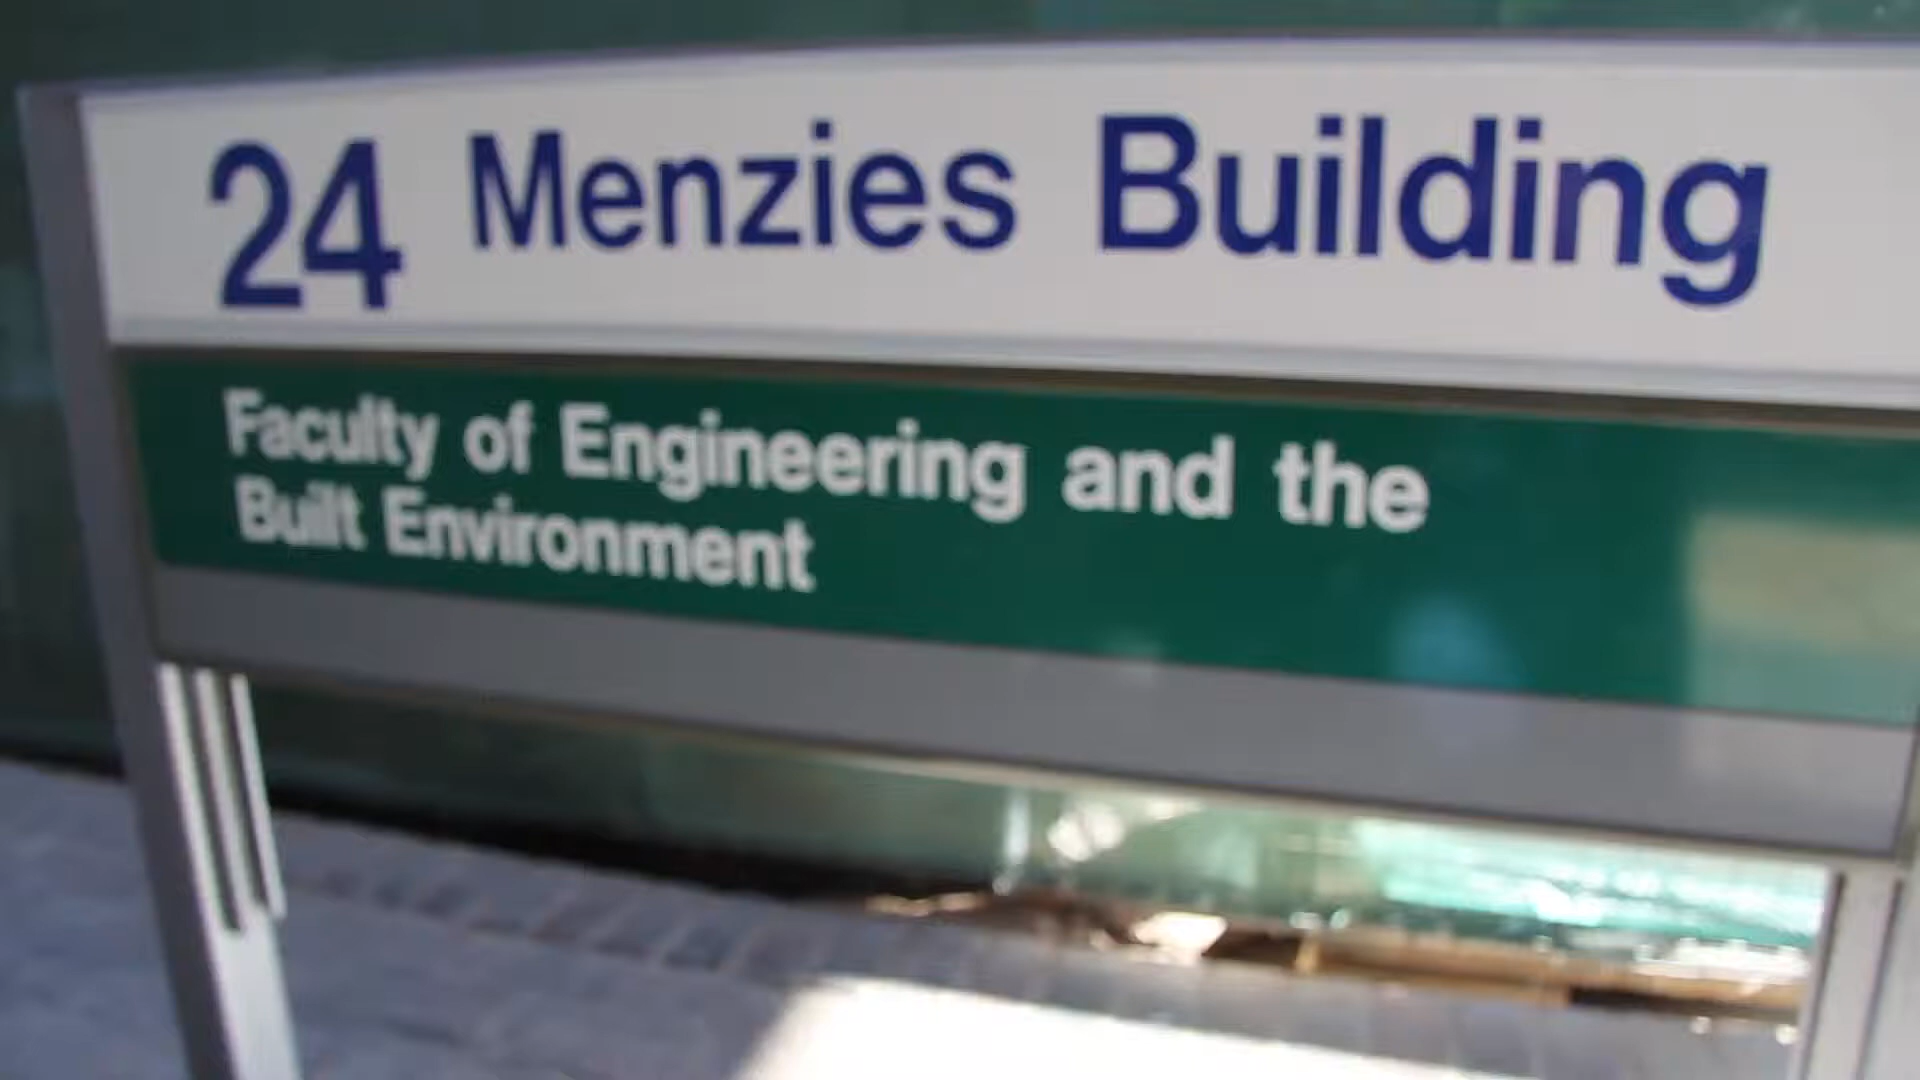 24 Menzies Building
Faculty of Engineering and the
Built Environment